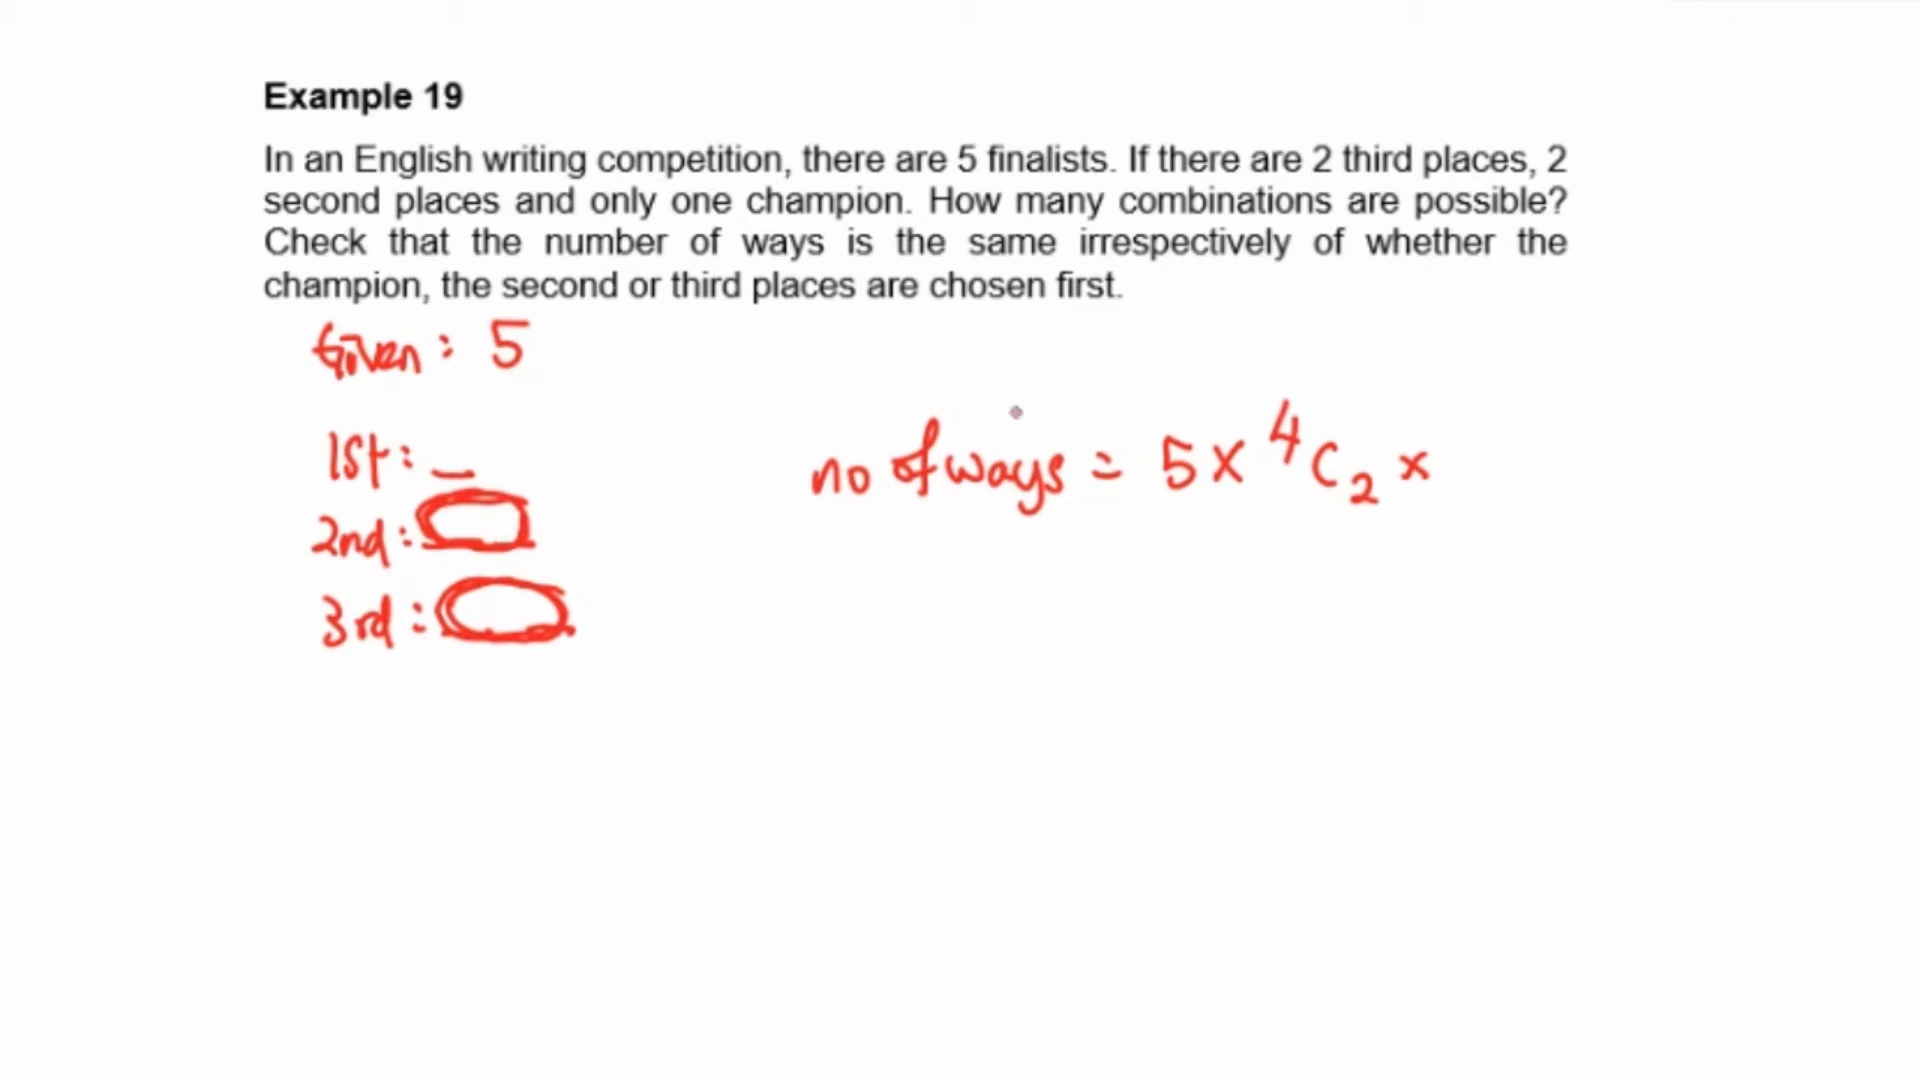 Example 19
In an English writing competition, there are 5 finalists. If there are 2 third places, 2
second places and only one champion. How many combinations are possible?
Check that the number of ways is the same irrespectively of whether the
champion, the second or third places are chosen first.
Given: 5
1st: _
2nd:
3rd:
no of ways = 5 x ⁴C₂ x